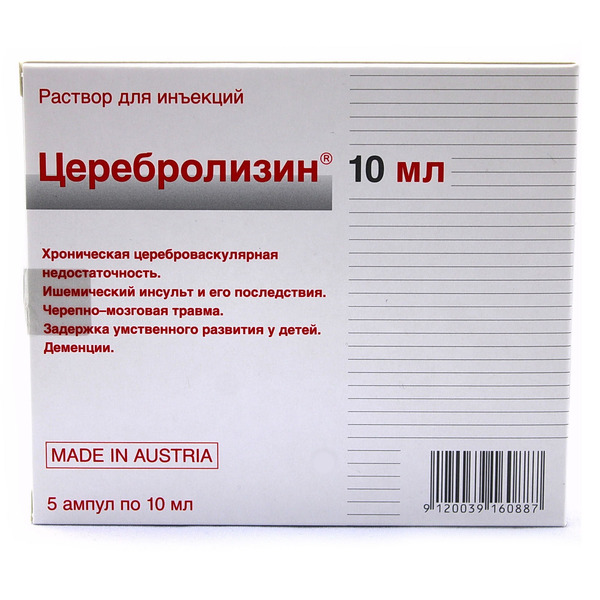 Раствор для инъекций
Церебролизин® 10 мл
Хроническая цереброваскулярная
недостаточность.
Ишемический инсульт и его последствия.
Черепно–мозговая травма.
Задержка умственного развития у детей.
Деменции.
MADE IN AUSTRIA
5 ампул по 10 мл
9 120039 160887